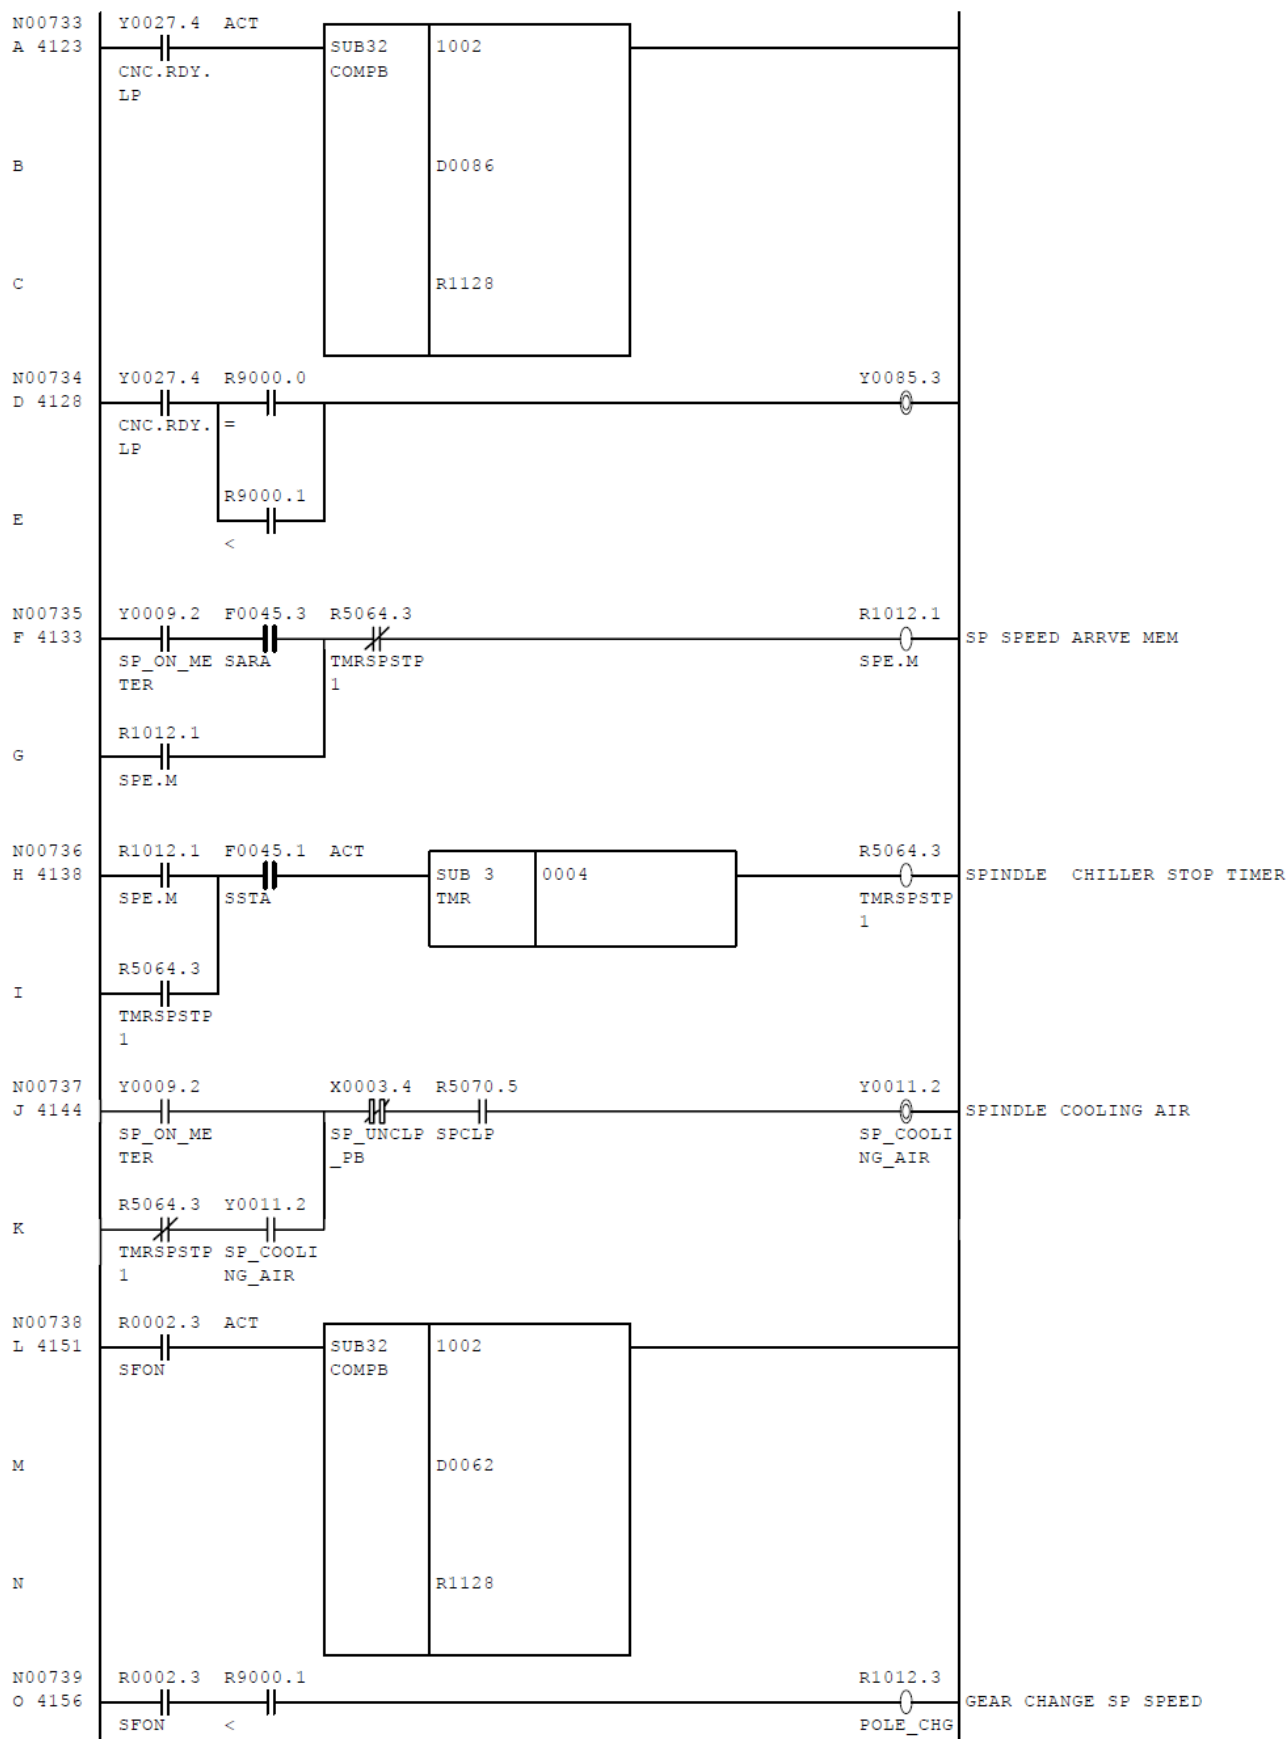 N00733 Y0027.4 ACT
A 4123 SUB32 1002
CNC.RDY. COMPB
LP
B D0086
C R1128
N00734 Y0027.4 R9000.0 Y0085.3
D 4128
CNC.RDY. =
LP
R9000.1
E
<
N00735 Y0009.2 F0045.3 R5064.3 R1012.1
F 4133 SP SPEED ARRVE MEM
SP_ON_ME SARA TMRSPSTP SPE.M
TER 1
R1012.1
G
SPE.M
N00736 R1012.1 F0045.1 ACT R5064.3
H 4138 SUB 3 0004 SPINDLE CHILLER STOP TIMER
SPE.M SSTA TMR TMRSPSTP
1
R5064.3
I
TMRSPSTP
1
N00737 Y0009.2 X0003.4 R5070.5 Y0011.2
J 4144 SPINDLE COOLING AIR
SP_ON_ME SP_UNCLP SPCLP SP_COOLI
TER _PB NG_AIR
R5064.3 Y0011.2
K
TMRSPSTP SP_COOLI
1 NG_AIR
N00738 R0002.3 ACT
L 4151 SUB32 1002
SFON COMPB
M D0062
N R1128
N00739 R0002.3 R9000.1 R1012.3
O 4156 GEAR CHANGE SP SPEED
SFON < POLE_CHG